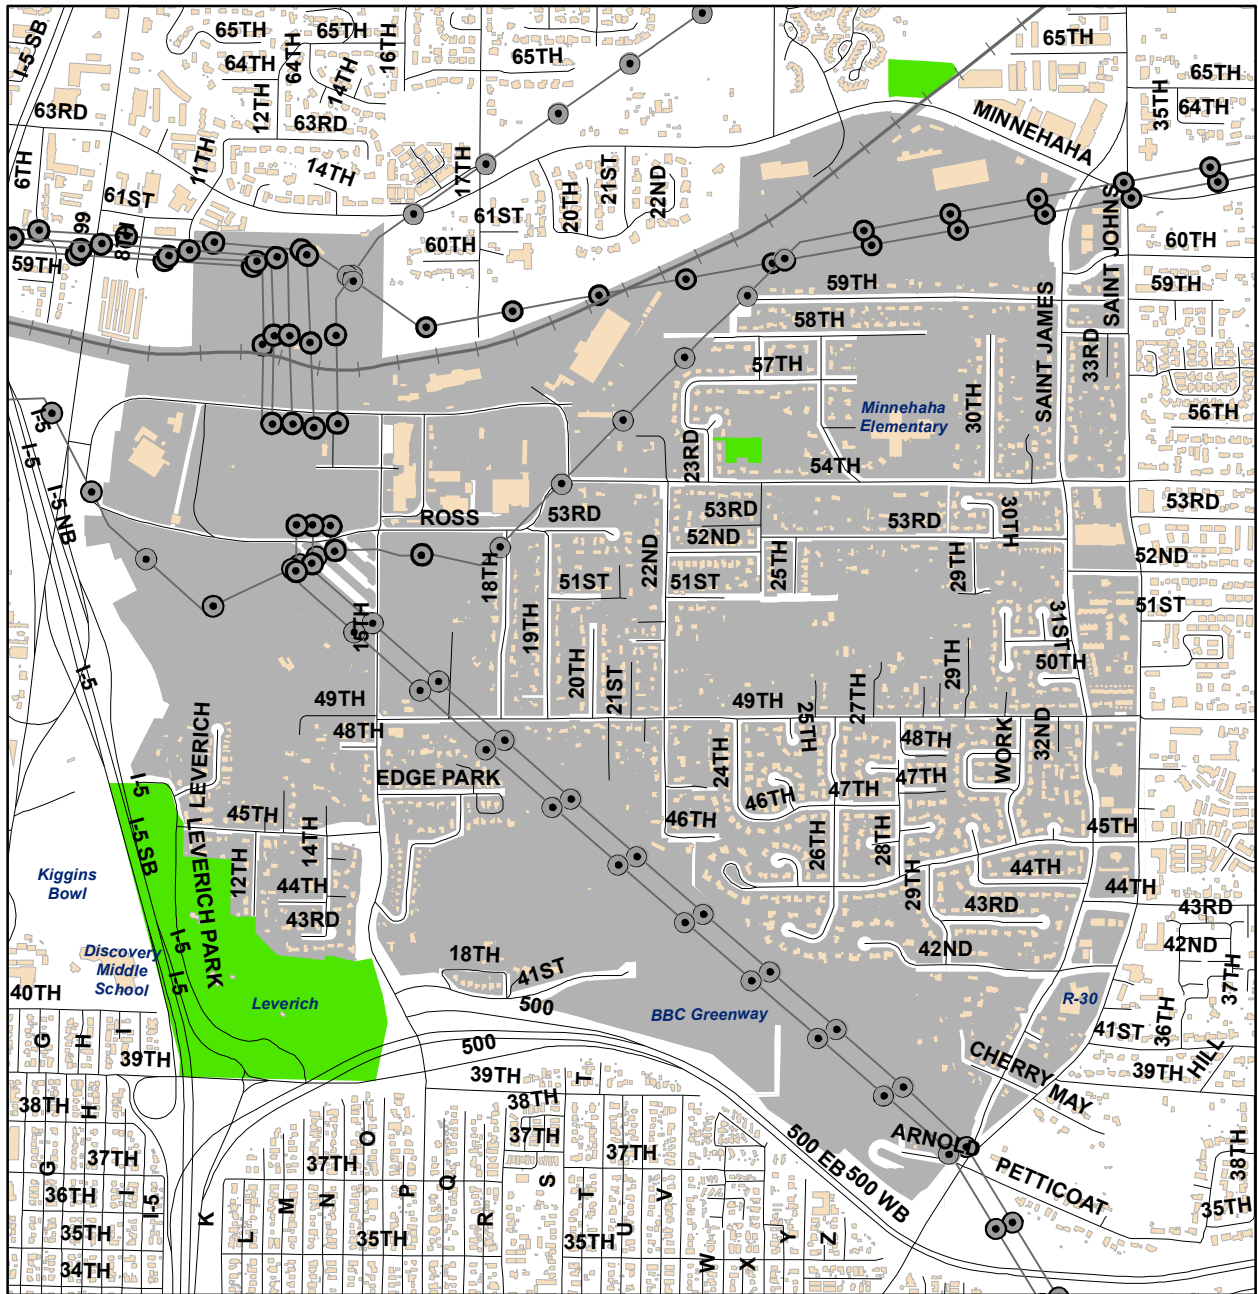 I-5 SB
65TH
64TH
64TH
65TH
16TH
14TH
12TH
63RD
63RD
11TH
14TH
6TH
61ST
99
8TH
59TH
17TH
61ST
60TH
65TH
20TH
21ST
22ND
65TH
MINNEHAHA
35TH
65TH
64TH
SAINT JOHNS
60TH
59TH
59TH
58TH
57TH
SAINT JAMES
33RD
30TH
56TH
Minnehaha
Elementary
23RD
54TH
I-5
I-5
I-5 NB
ROSS
53RD
53RD
52ND
53RD
30TH
53RD
52ND
18TH
51ST
22ND
51ST
25TH
29TH
51ST
15TH
19TH
20TH
21ST
31ST
50TH
29TH
I-5
49TH
48TH
49TH
25TH
27TH
48TH
WORK
32ND
LEVERICH
EDGE PARK
24TH
47TH
47TH
46TH
46TH
I-5
I-5 SB
45TH
14TH
12TH
44TH
43RD
26TH
28TH
29TH
45TH
44TH
44TH
43RD
43RD
42ND
42ND
Kiggins
Bowl
LEVERICH PARK
Discovery
Middle
School
I-5
I-5
Leverich
40TH
18TH
41ST
500
500
BBC Greenway
R-30
41ST
36TH
37TH
HILL
39TH
CHERRY
MAY
ARNOLD
PETTICOAT
38TH
35TH
G
H
I
39TH
38TH
H
37TH
G
36TH
I
I-5
35TH
34TH
39TH
38TH
T
37TH
37TH
37TH
O
K
L
M
N
P
Q
R
S
T
U
V
W
X
Y
Z
35TH
35TH
500 EB
500 WB